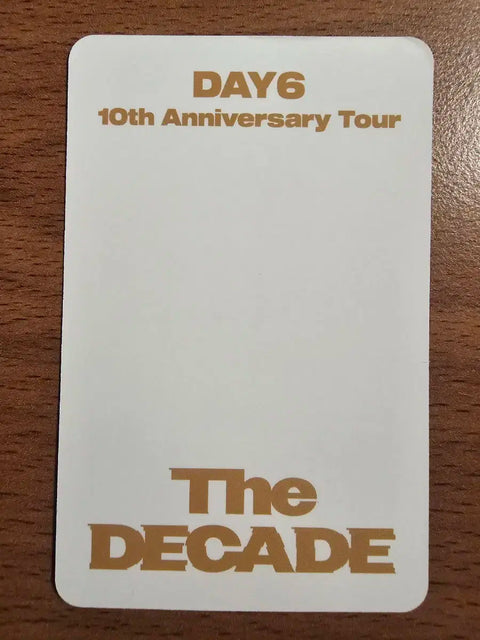 DAY6
10th Anniversary Tour
The
DECADE